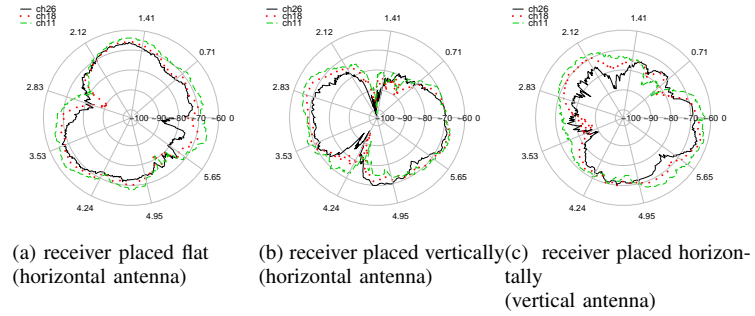 ch26
ch18
ch11
1.41
2.12
0.71
2.83
−100 −90 −80 −70 −60 0
3.53
5.65
4.24
4.95
(a) receiver placed flat
(horizontal antenna)
ch26
ch18
ch11
1.41
2.12
0.71
2.83
−100 −90 −80 −70 −60 0
3.53
5.65
4.24
4.95
(b) receiver placed vertically
(horizontal antenna)
ch26
ch18
ch11
1.41
2.12
0.71
2.83
−100 −90 −80 −70 −60 0
3.53
5.65
4.24
4.95
(c) receiver placed horizon-
tally
(vertical antenna)